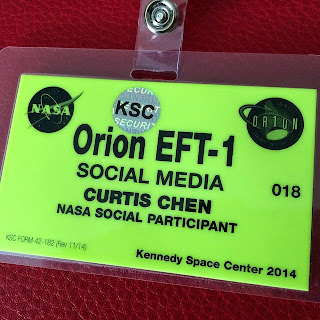 NASA
KSC
SECURITY
ORION
Orion EFT-1
SOCIAL MEDIA
018
CURTIS CHEN
NASA SOCIAL PARTICIPANT
KSC FORM 42-182 (Rev 11/14)
Kennedy Space Center 2014